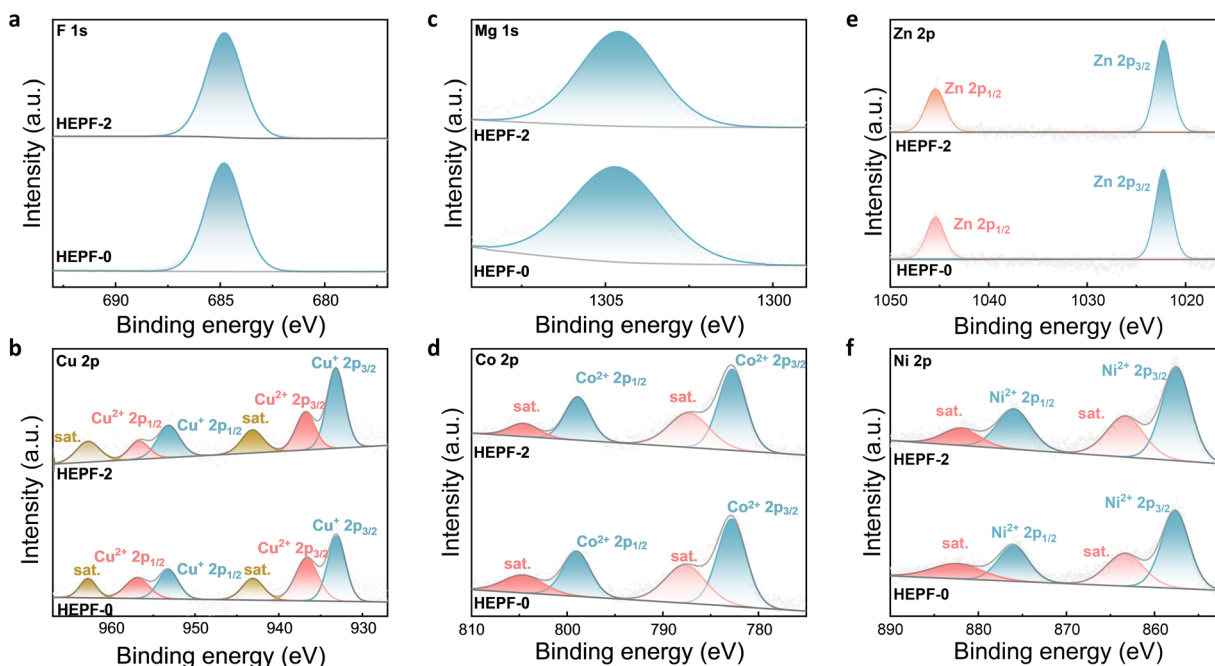 a
F 1s
HEPF-2
HEPF-0
Intensity (a.u.)
690 685 680
Binding energy (eV)
c
Mg 1s
HEPF-2
HEPF-0
Intensity (a.u.)
1305 1300
Binding energy (eV)
e
Zn 2p
Zn 2p3/2
Zn 2p1/2
HEPF-2
Zn 2p3/2
Zn 2p1/2
HEPF-0
Intensity (a.u.)
1050 1040 1030 1020
Binding energy (eV)
b
Cu 2p
Cu⁺ 2p3/2
Cu²⁺ 2p3/2
sat.
Cu⁺ 2p1/2
Cu²⁺ 2p1/2
sat.
HEPF-2
Cu⁺ 2p3/2
Cu²⁺ 2p3/2
sat.
Cu⁺ 2p1/2
Cu²⁺ 2p1/2
sat.
HEPF-0
Intensity (a.u.)
960 950 940 930
Binding energy (eV)
d
Co 2p
Co²⁺ 2p3/2
sat.
Co²⁺ 2p1/2
sat.
HEPF-2
Co²⁺ 2p3/2
sat.
Co²⁺ 2p1/2
sat.
HEPF-0
Intensity (a.u.)
810 800 790 780
Binding energy (eV)
f
Ni 2p
Ni²⁺ 2p3/2
sat.
Ni²⁺ 2p1/2
sat.
HEPF-2
Ni²⁺ 2p3/2
sat.
Ni²⁺ 2p1/2
sat.
HEPF-0
Intensity (a.u.)
890 880 870 860
Binding energy (eV)